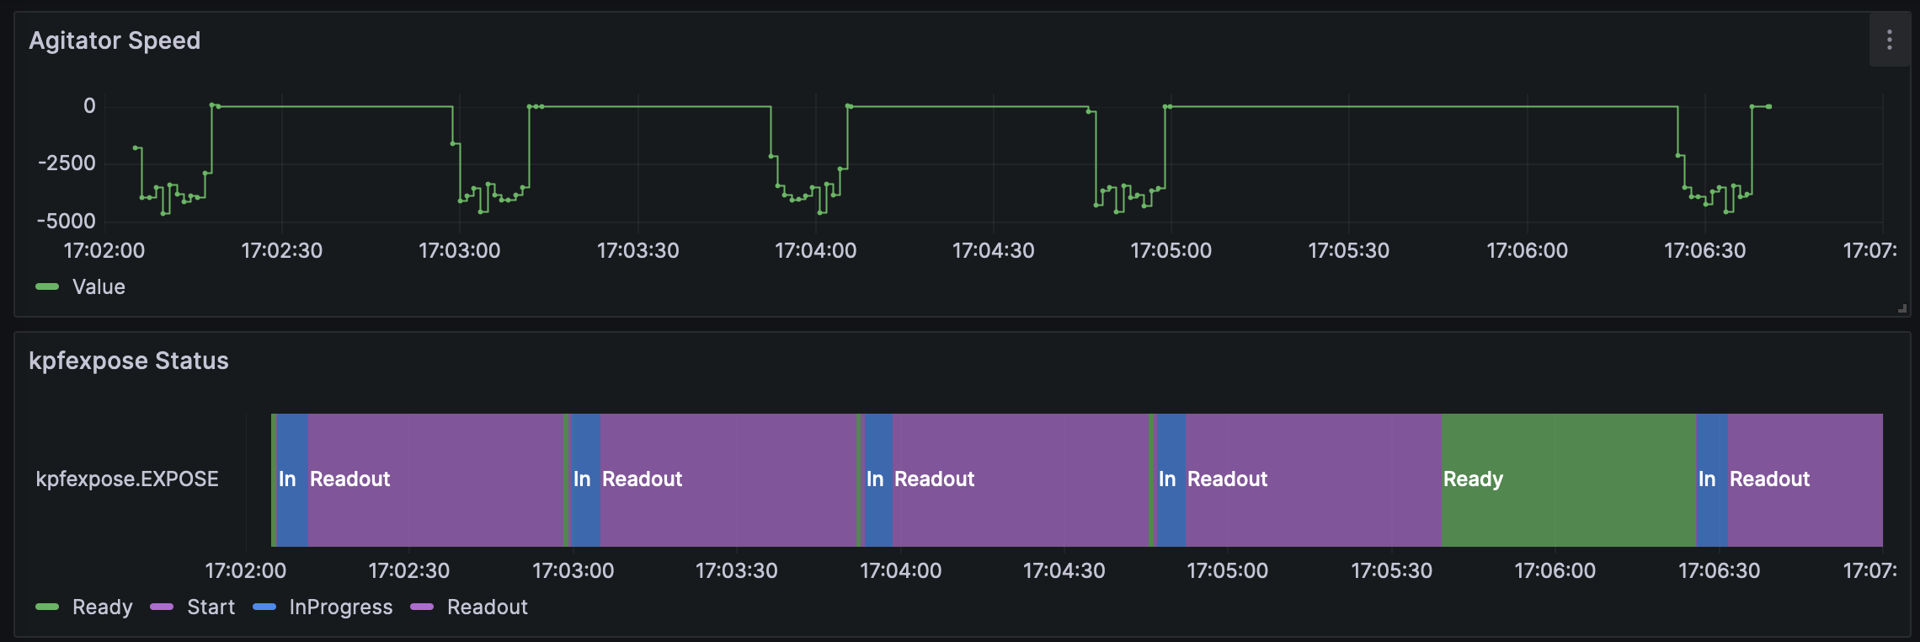 Agitator Speed
0
-2500
-5000
17:02:00 17:02:30 17:03:00 17:03:30 17:04:00 17:04:30 17:05:00 17:05:30 17:06:00 17:06:30 17:07:
Value
kpfexpose Status
kpfexpose.EXPOSE In Readout In Readout In Readout In Readout Ready In Readout
17:02:00 17:02:30 17:03:00 17:03:30 17:04:00 17:04:30 17:05:00 17:05:30 17:06:00 17:06:30 17:07:
Ready Start InProgress Readout